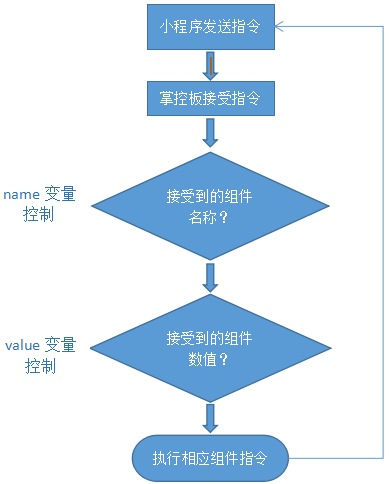 小程序发送指令
掌控板接受指令
接受到的组件
名称？
name 变量
控制
接受到的组件
数值？
value 变量
控制
执行相应组件指令